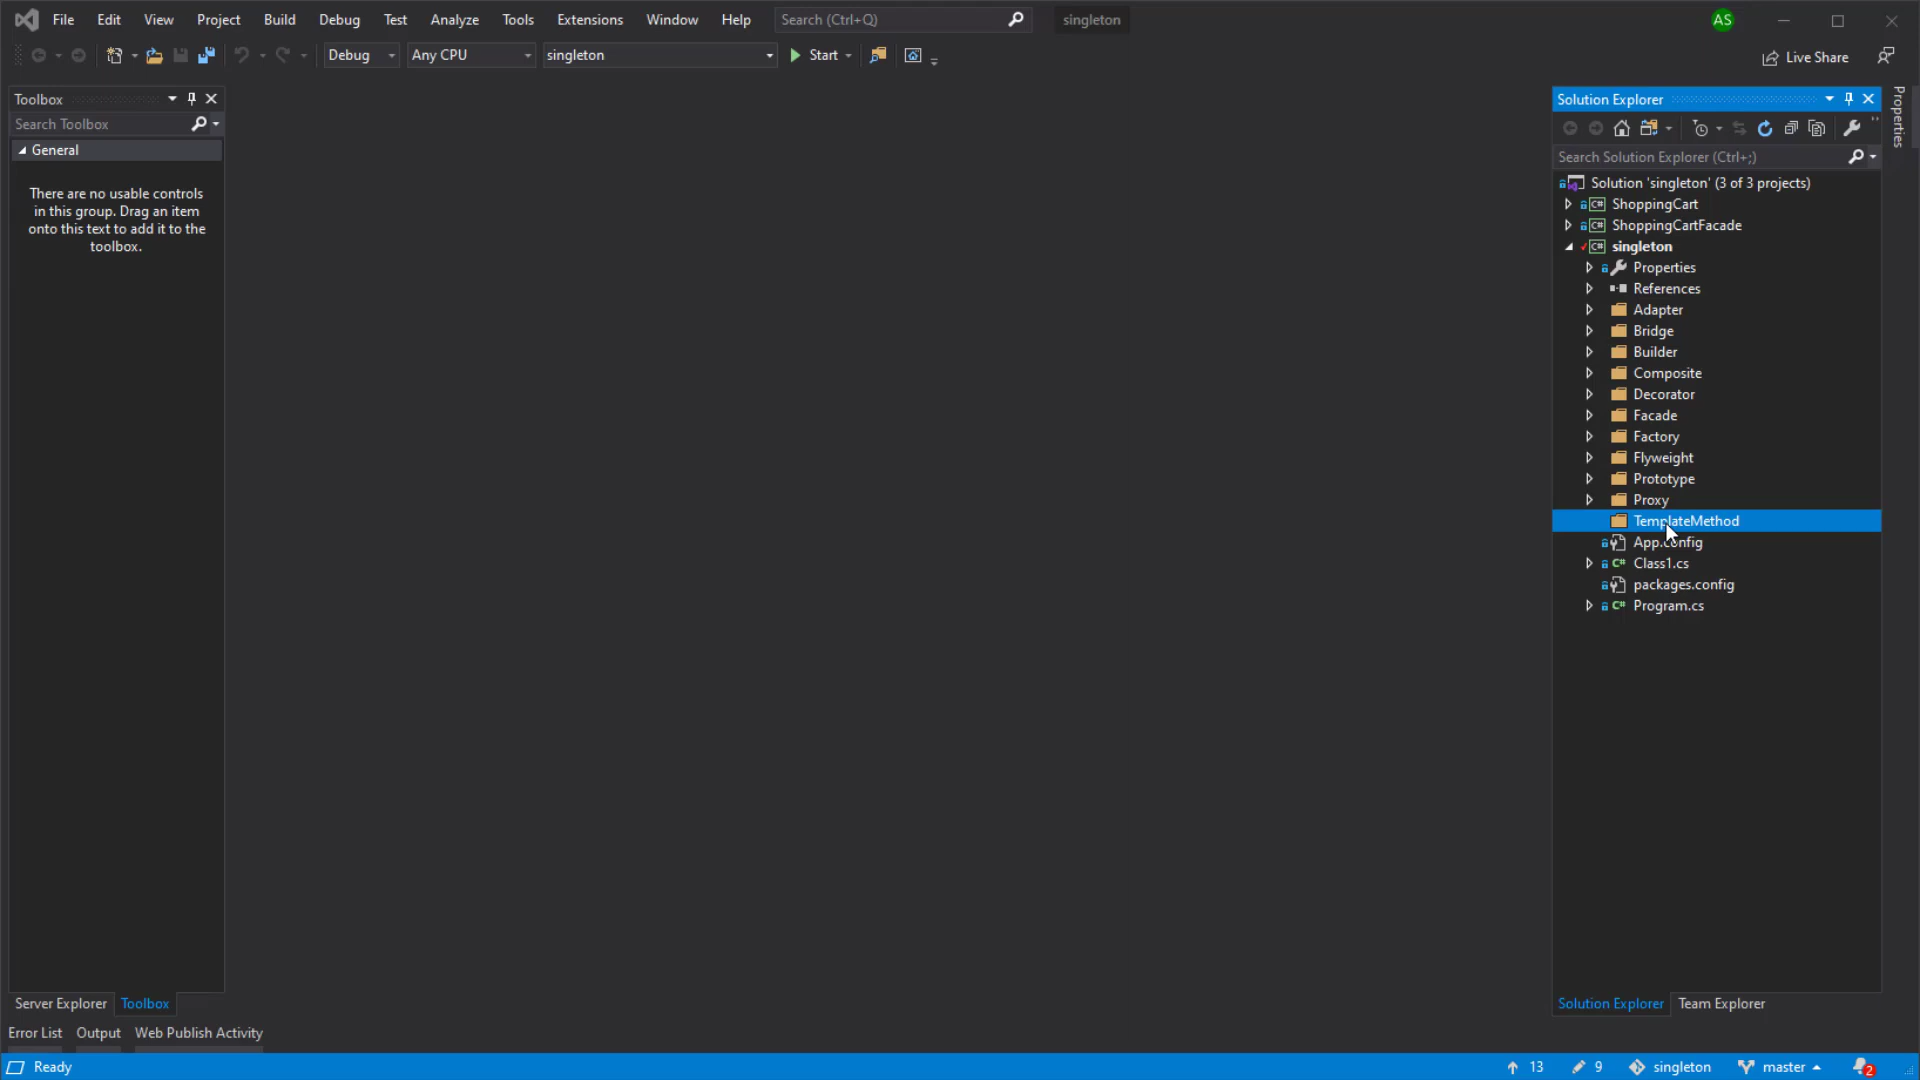 File Edit View Project Build Debug Test Analyze Tools Extensions Window Help Search (Ctrl+Q) singleton AS
Debug Any CPU singleton Start Live Share
Toolbox
Search Toolbox
General
There are no usable controls
in this group. Drag an item
onto this text to add it to the
toolbox.
Server Explorer Toolbox
Error List Output Web Publish Activity
Solution Explorer
Search Solution Explorer (Ctrl+;)
Solution 'singleton' (3 of 3 projects)
C# ShoppingCart
C# ShoppingCartFacade
C# singleton
Properties
References
Adapter
Bridge
Builder
Composite
Decorator
Facade
Factory
Flyweight
Prototype
Proxy
TemplateMethod
App.config
C# Class1.cs
packages.config
C# Program.cs
Solution Explorer Team Explorer
Properties
Ready 13 9 singleton master 2